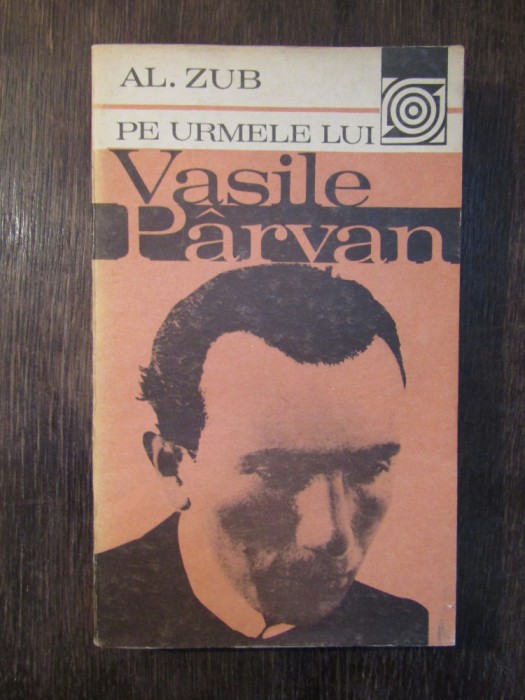 AL. ZUB
PE URMELE LUI
Vasile
Pârvan